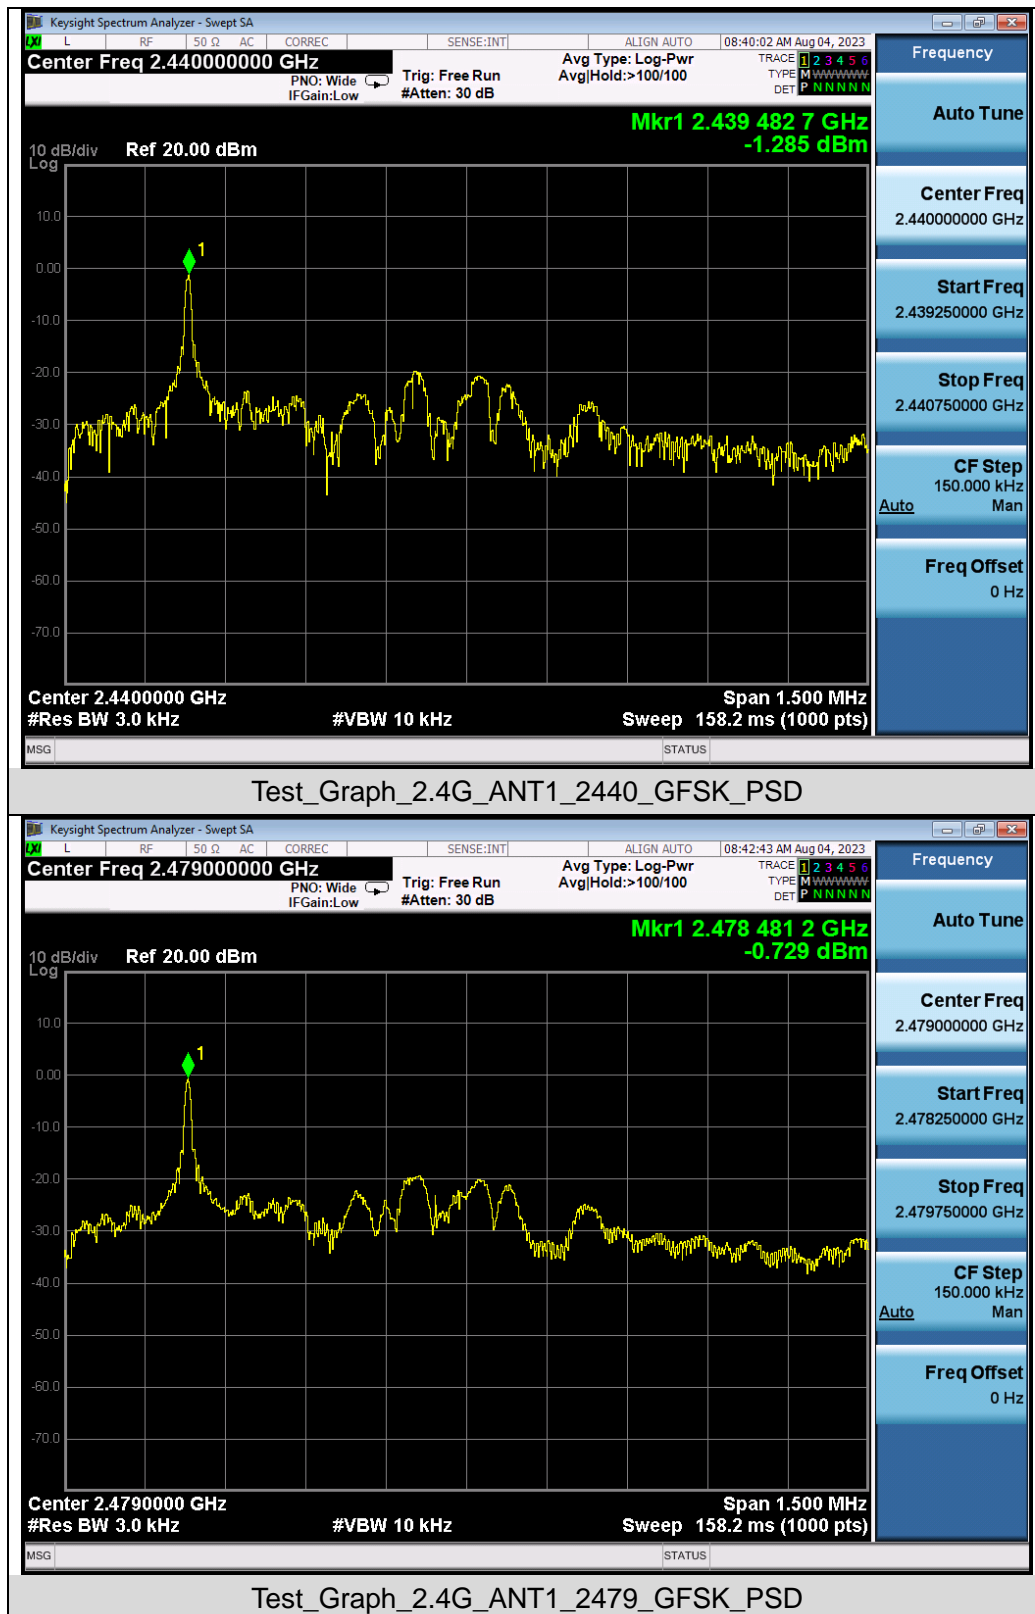 Keysight Spectrum Analyzer - Swept SA
LXI L RF 50 Ω AC CORREC SENSE:INT ALIGN AUTO 08:40:02 AM Aug 04, 2023
Center Freq 2.440000000 GHz
PNO: Wide
IFGain:Low
Trig: Free Run
#Atten: 30 dB
Avg Type: Log-Pwr
Avg|Hold:>100/100
TRACE 1 2 3 4 5 6
TYPE M WWWWW
DET P N N N N N
Mkr1 2.439 482 7 GHz
-1.285 dBm
10 dB/div Ref 20.00 dBm
Log
10.0
0.00
1
-10.0
-20.0
-30.0
-40.0
-50.0
-60.0
-70.0
Center 2.4400000 GHz Span 1.500 MHz
#Res BW 3.0 kHz #VBW 10 kHz Sweep 158.2 ms (1000 pts)
MSG STATUS
Frequency
Auto Tune
Center Freq
2.440000000 GHz
Start Freq
2.439250000 GHz
Stop Freq
2.440750000 GHz
CF Step
150.000 kHz
Auto Man
Freq Offset
0 Hz
Test_Graph_2.4G_ANT1_2440_GFSK_PSD
Keysight Spectrum Analyzer - Swept SA
LXI L RF 50 Ω AC CORREC SENSE:INT ALIGN AUTO 08:42:43 AM Aug 04, 2023
Center Freq 2.479000000 GHz
PNO: Wide
IFGain:Low
Trig: Free Run
#Atten: 30 dB
Avg Type: Log-Pwr
Avg|Hold:>100/100
TRACE 1 2 3 4 5 6
TYPE M WWWWW
DET P N N N N N
Mkr1 2.478 481 2 GHz
-0.729 dBm
10 dB/div Ref 20.00 dBm
Log
10.0
0.00
1
-10.0
-20.0
-30.0
-40.0
-50.0
-60.0
-70.0
Center 2.4790000 GHz Span 1.500 MHz
#Res BW 3.0 kHz #VBW 10 kHz Sweep 158.2 ms (1000 pts)
MSG STATUS
Frequency
Auto Tune
Center Freq
2.479000000 GHz
Start Freq
2.478250000 GHz
Stop Freq
2.479750000 GHz
CF Step
150.000 kHz
Auto Man
Freq Offset
0 Hz
Test_Graph_2.4G_ANT1_2479_GFSK_PSD